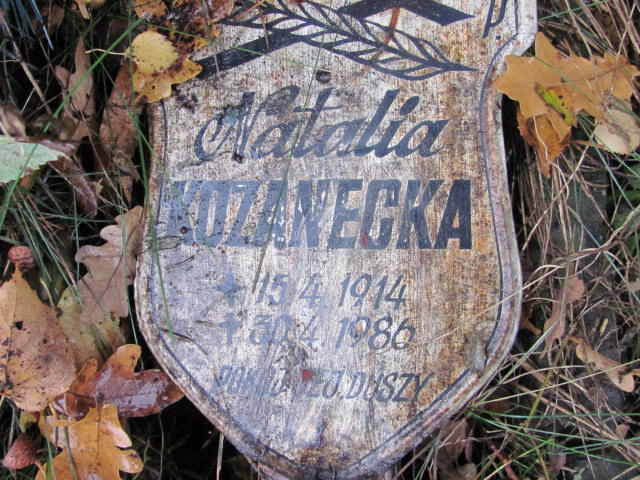 P.
Natalia
KOZANECKA
* 15.4.1914
† 30.4.1986
POKÓJ JEJ DUSZY